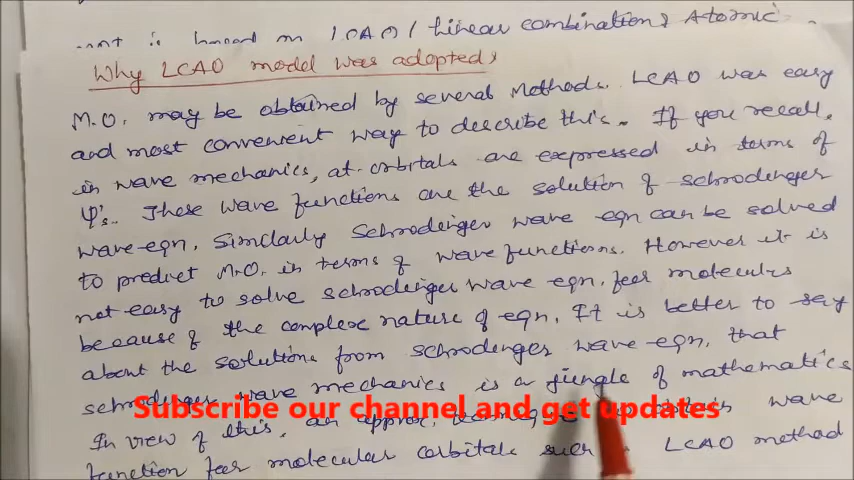 is based on LCAO / Linear combination of Atomic
Why LCAO model was adopted?
M.O. may be obtained by several Methods. LCAO was easy
and most convenient way to describe this. If you recall,
in wave mechanics, at. orbitals are expressed in terms of
Ψ's. These wave functions are the solution of schrodinger
wave eqn. Similarly Schrodinger wave eqn can be solved
to predict M.O. in terms of wave functions. However it is
not easy to solve schrodinger wave eqn. for molecules
because of the complex nature of eqn. It is better to say
about the solutions from schrodinger wave eqn. that
schrodinger wave mechanics is a jungle of mathematics
Subscribe our channel and get updates
In view of this, an approx. wave
function for molecular orbitals such LCAO method